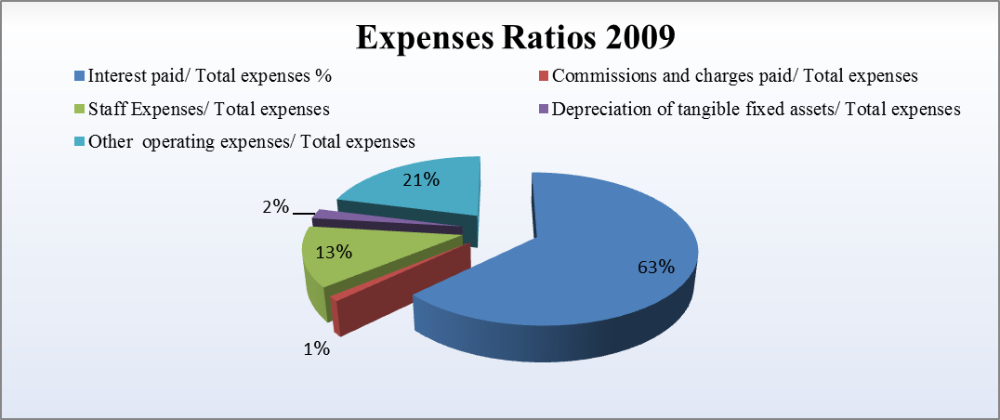 Expenses Ratios 2009
Interest paid/ Total expenses %
Commissions and charges paid/ Total expenses
Staff Expenses/ Total expenses
Depreciation of tangible fixed assets/ Total expenses
Other operating expenses/ Total expenses
21%
2%
13%
63%
1%